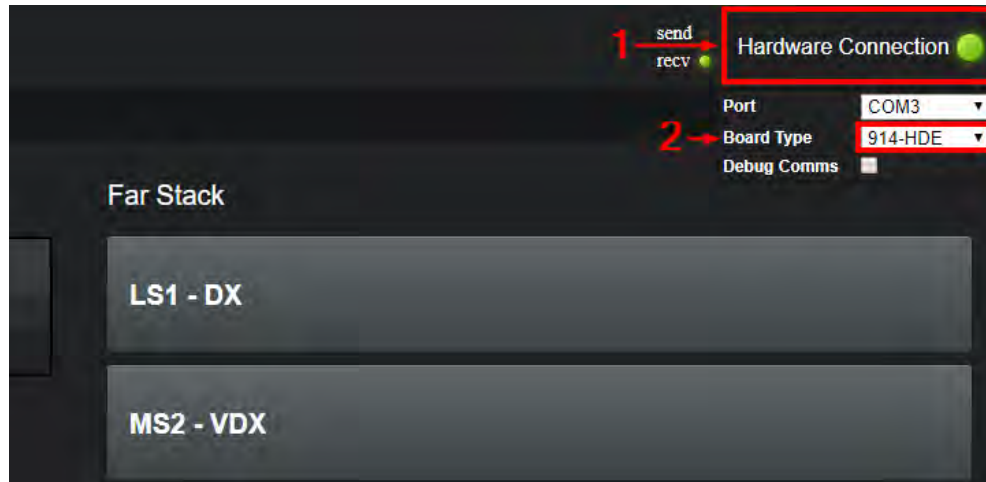 send
1 Hardware Connection
recv
Port COM3
2 Board Type 914-HDE
Debug Comms
Far Stack
LS1 - DX
MS2 - VDX